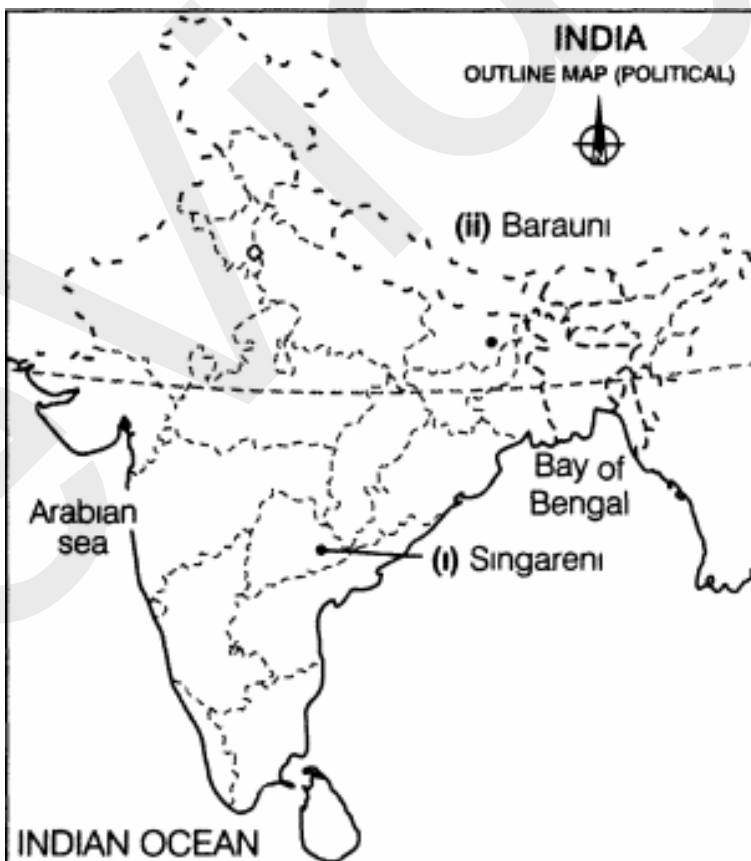 INDIA
OUTLINE MAP (POLITICAL)
N
(ii) Barauni
Bay of
Bengal
Arabian
sea
(i) Singareni
INDIAN OCEAN